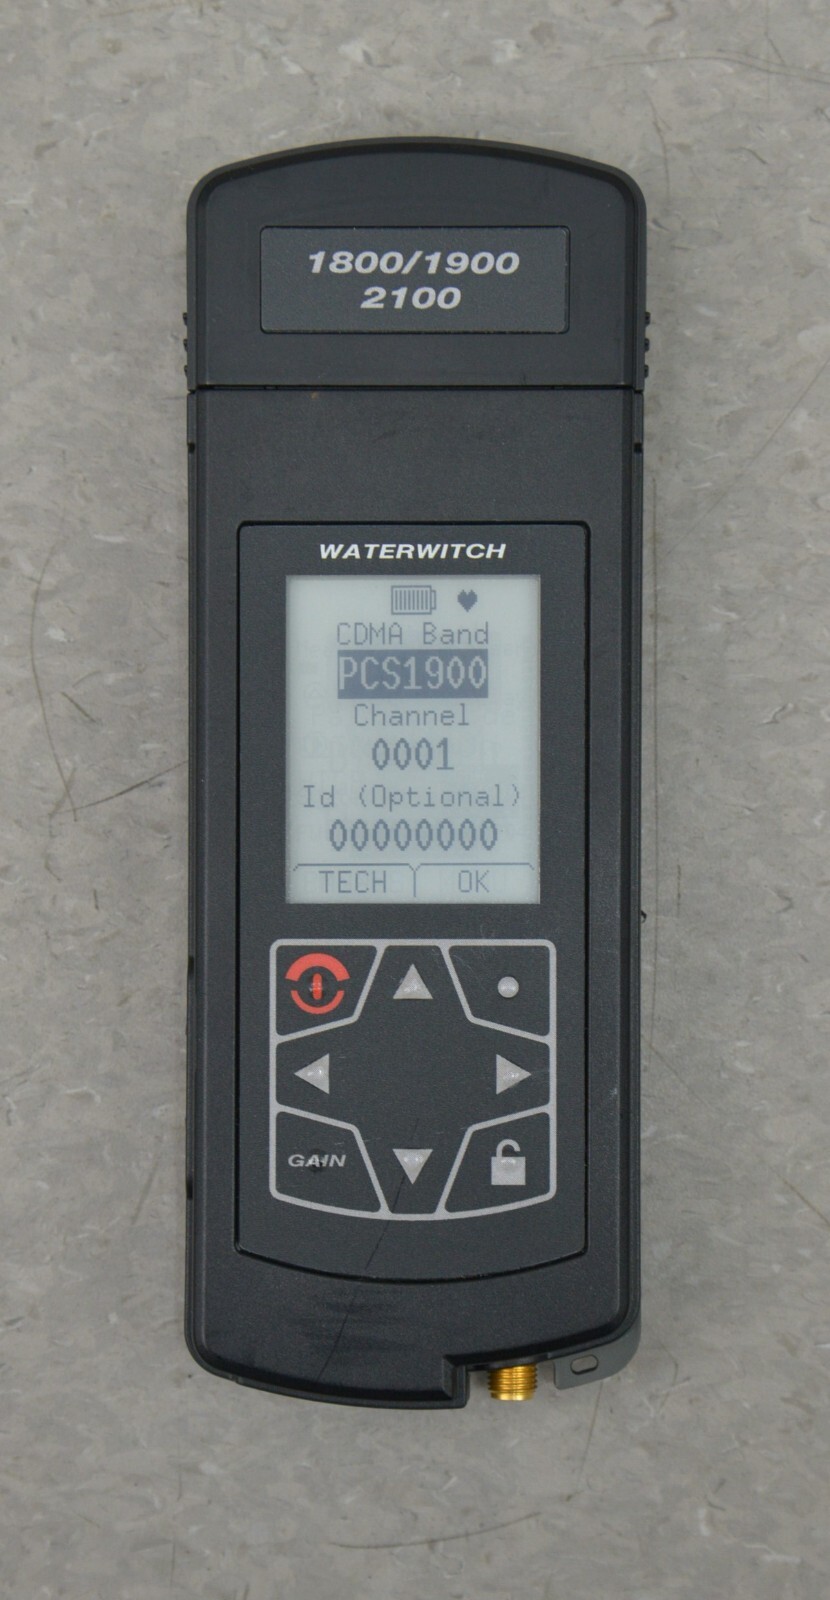 1800/1900
2100
WATERWITCH
CDMA Band
PCS1900
Channel
0001
Id (Optional)
00000000
TECH OK
GAIN